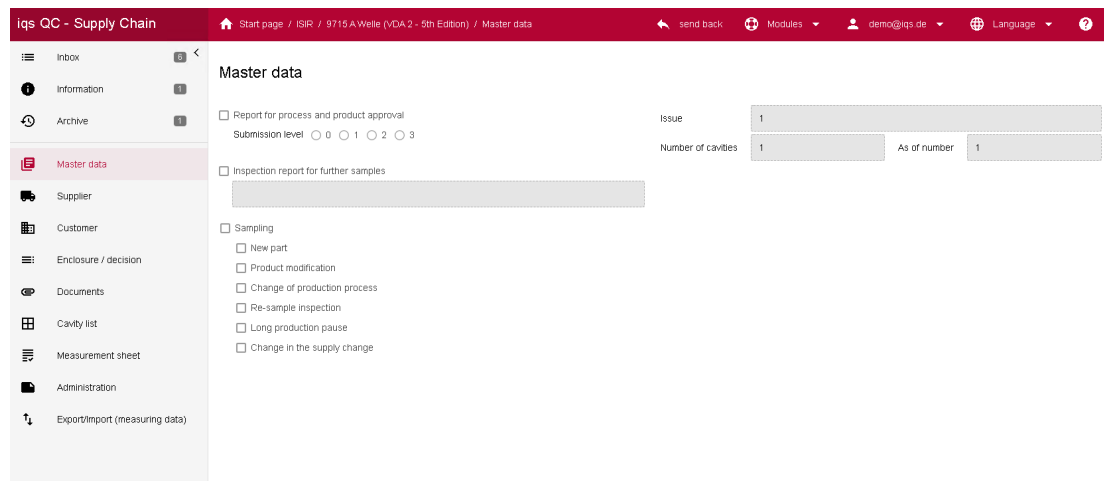 iqs QC - Supply Chain
Start page / ISIR / 9715 A Welle (VDA 2 - 5th Edition) / Master data
send back
Modules
demo@iqs.de
Language
?
Inbox 6
Information 1
Archive 1
Master data
Supplier
Customer
Enclosure / decision
Documents
Cavity list
Measurement sheet
Administration
Export/Import (measuring data)
Master data
Report for process and product approval
Submission level 0 1 2 3
Inspection report for further samples
Sampling
New part
Product modification
Change of production process
Re-sample inspection
Long production pause
Change in the supply change
Issue 1
Number of cavities 1 As of number 1